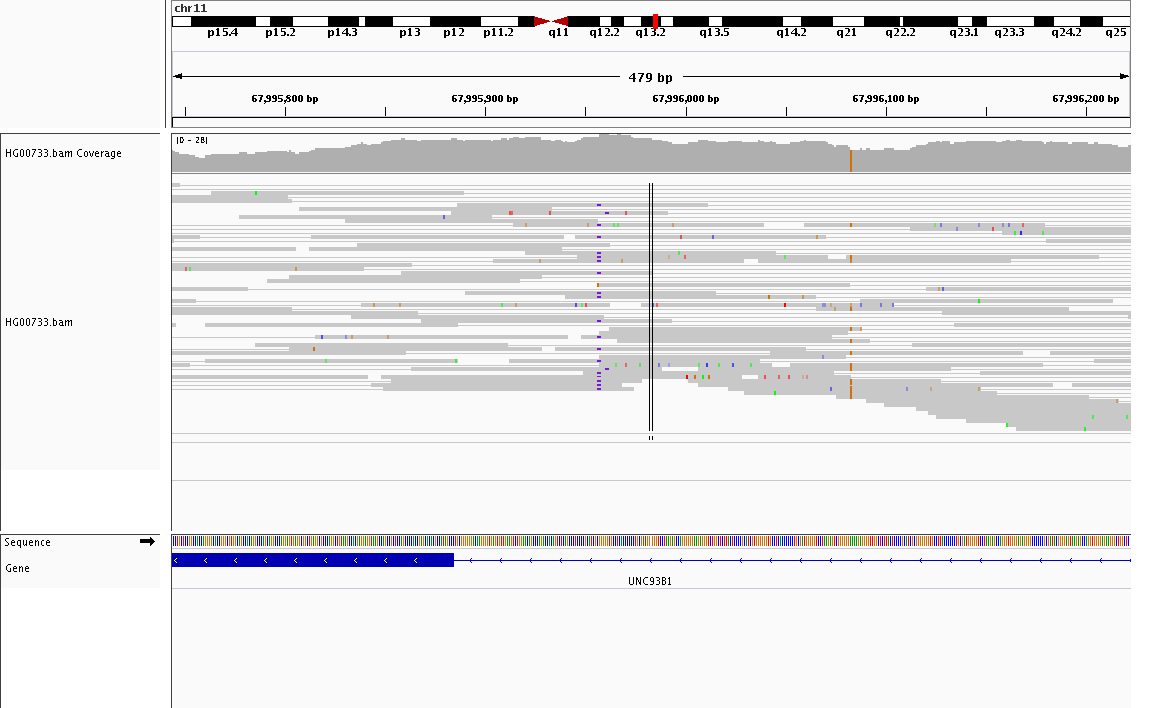 chr11
p15.4 p15.2 p14.3 p13 p12 p11.2 q11 q12.2 q13.2 q13.5 q14.2 q21 q22.2 q23.1 q23.3 q24.2 q25
479 bp
67,995,800 bp 67,995,900 bp 67,996,000 bp 67,996,100 bp 67,996,200 bp
[0 - 28]
HG00733.bam Coverage
HG00733.bam
Sequence
Gene
UNC93B1